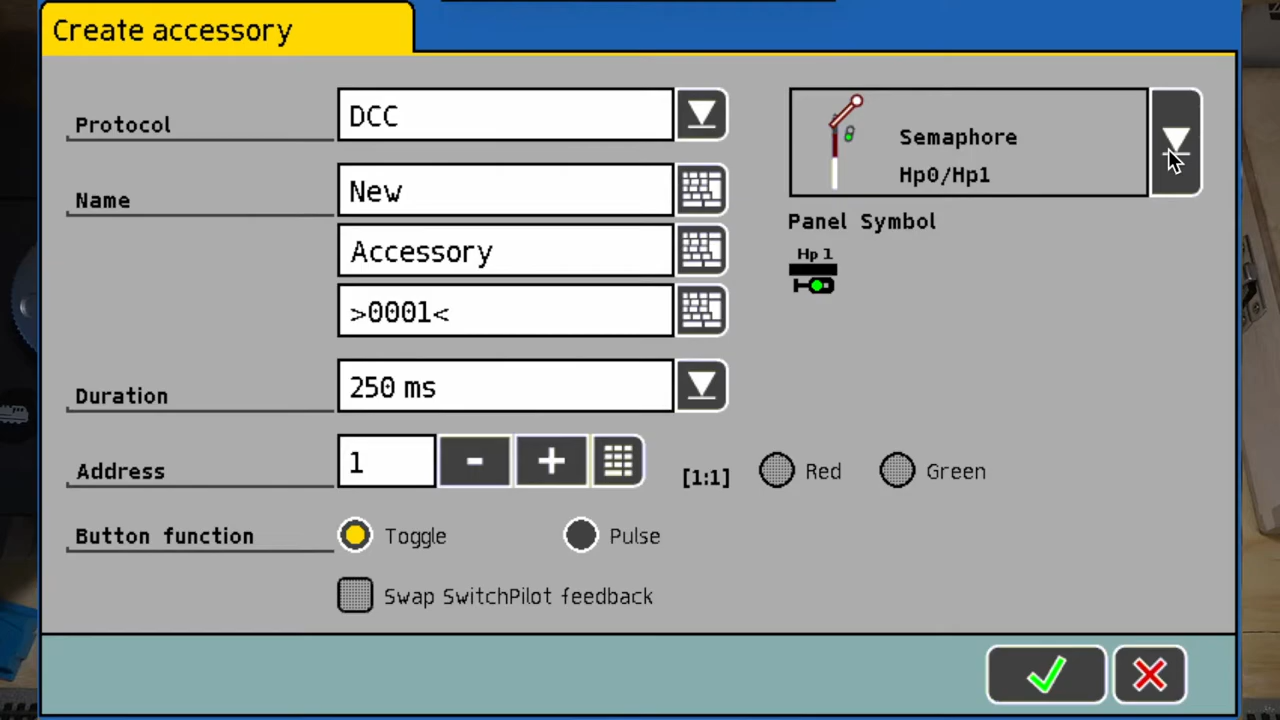 Create accessory
Protocol
DCC
Name
New
Accessory
>0001<
Duration
250 ms
Address
1
-
+
[1:1]
Red
Green
Button function
Toggle
Pulse
Swap SwitchPilot feedback
Semaphore
Hp0/Hp1
Panel Symbol
Hp 1